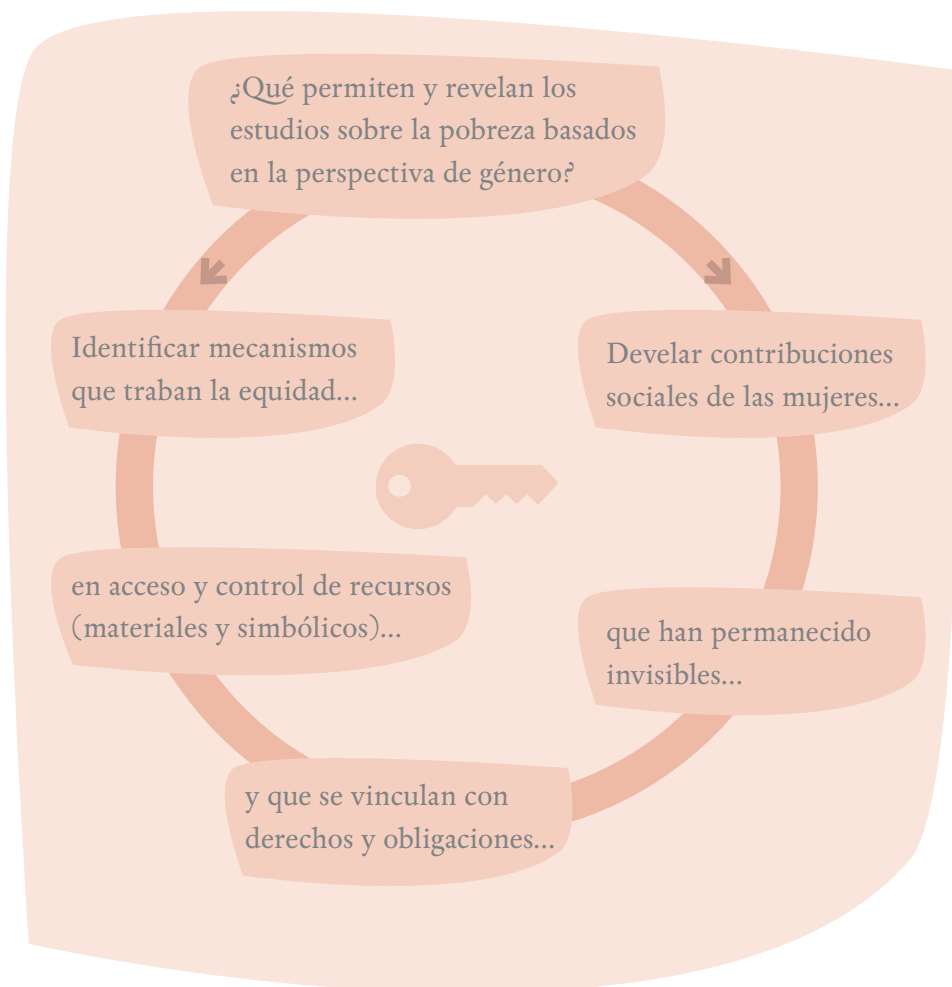 ¿Qué permiten y revelan los
estudios sobre la pobreza basados
en la perspectiva de género?
Identificar mecanismos
que traban la equidad...
en acceso y control de recursos
(materiales y simbólicos)...
Develar contribuciones
sociales de las mujeres...
que han permanecido
invisibles...
y que se vinculan con
derechos y obligaciones...